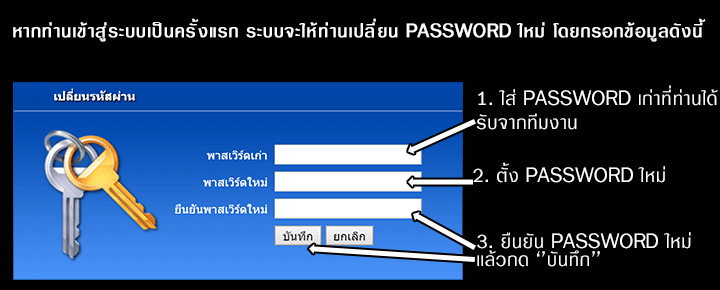 หากท่านเข้าสู่ระบบเป็นครั้งแรก ระบบจะให้ท่านเปลี่ยน PASSWORD ใหม่ โดยกรอกข้อมูลดังนี้
เปลี่ยนรหัสผ่าน
1. ใส่ PASSWORD เก่าที่ท่านได้
รับจากทีมงาน
พาสเวิร์ดเก่า
พาสเวิร์ดใหม่
2. ตั้ง PASSWORD ใหม่
ยืนยันพาสเวิร์ดใหม่
บันทึก ยกเลิก
3. ยืนยัน PASSWORD ใหม่
แล้วกด “บันทึก”